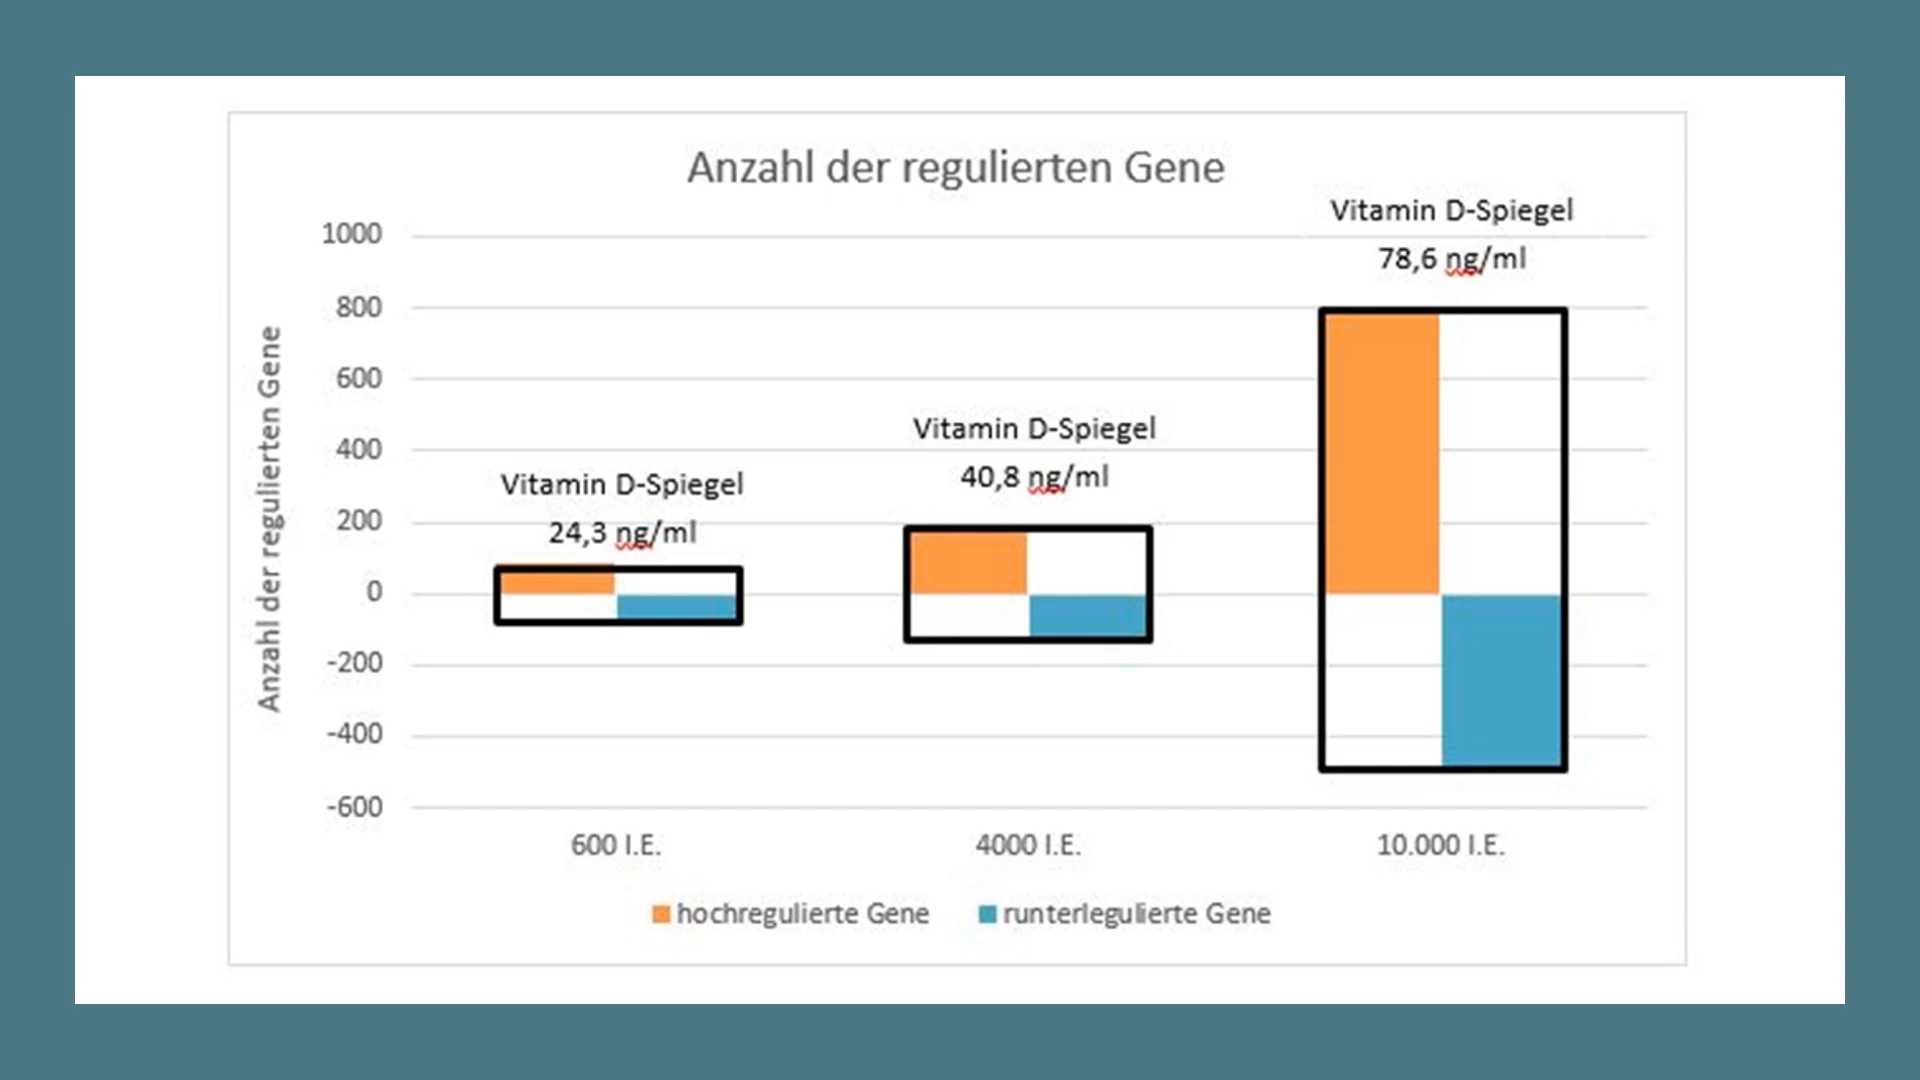 Anzahl der regulierten Gene
Vitamin D-Spiegel
78,6 ng/ml
Vitamin D-Spiegel
40,8 ng/ml
Vitamin D-Spiegel
24,3 ng/ml
Anzahl der regulierten Gene
1000
800
600
400
200
0
-200
-400
-600
600 I.E.
4000 I.E.
10.000 I.E.
hochregulierte Gene
runterlegulierte Gene